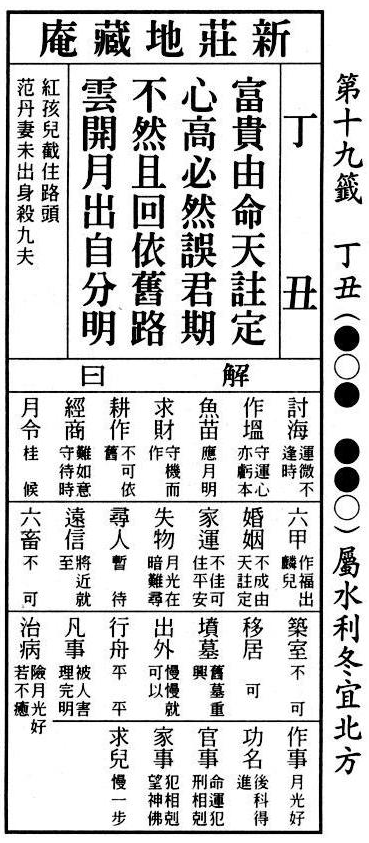 第十九籤 丁丑(●○● ●●○)屬水利冬宜北方
新莊地藏庵
丁丑
富貴由命天註定
心高必然誤君期
不然且回依舊路
雲開月出自分明
紅孩兒截住路頭
范丹妻未出身殺九夫
解曰
討海 運微不逢時
作塭 守運心亦虧本
魚苗 應月明
求財 守機而作
耕作 不可依舊
經商 難如意守待時
月令 桂候
六甲 作福出麟兒
婚姻 不成由天註定
家運 不佳可住平安
失物 月光在暗難尋
尋人 暫待
遠信 將近就至
六畜 不可
築室 不可
移居 可
墳墓 舊墓重興
出外 慢慢就可以
行舟 平平
凡事 被人害理完明
治病 險月光好若不癒
作事 月光好
功名 後科得進
官事 命運犯刑相剋
家事 犯相剋望神佛
求兒 慢一步